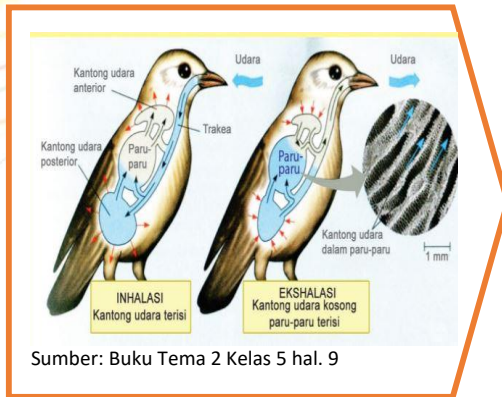 Udara
Kantong udara
anterior
Trakea
Kantong udara
posterior
Paru-
paru
INHALASI
Kantong udara terisi
Udara
Paru-
paru
Kantong udara
dalam paru-paru
1 mm
EKSHALASI
Kantong udara kosong
paru-paru terisi
Sumber: Buku Tema 2 Kelas 5 hal. 9